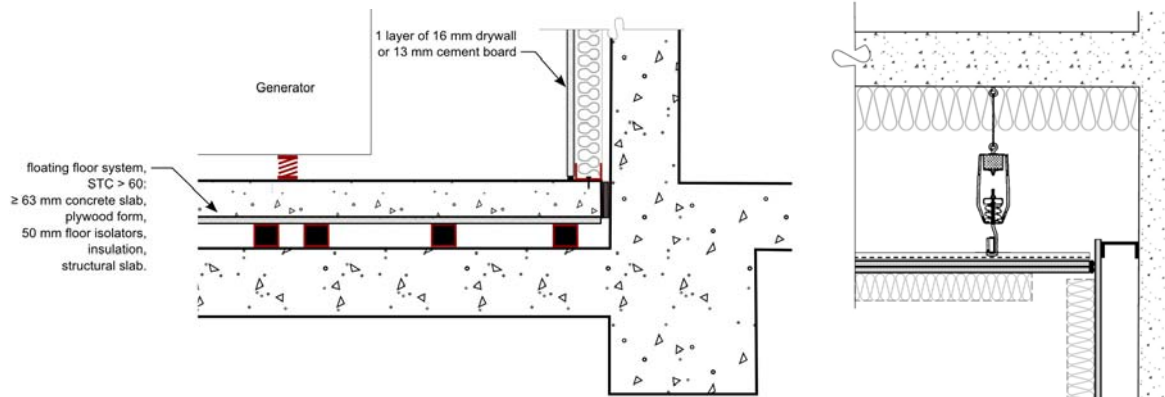 1 layer of 16 mm drywall
or 13 mm cement board
Generator
floating floor system,
STC > 60:
≥ 63 mm concrete slab,
plywood form,
50 mm floor isolators,
insulation,
structural slab.